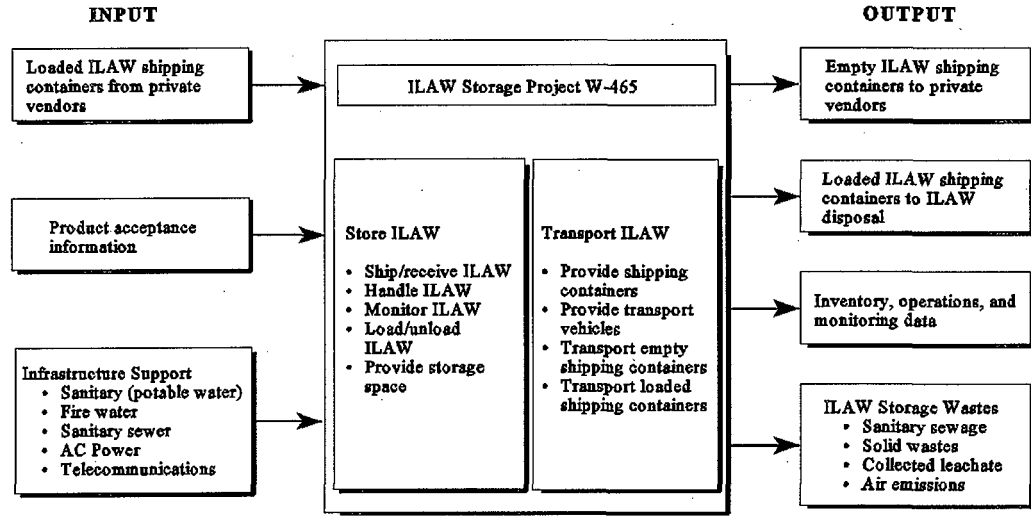 INPUT
OUTPUT
Loaded ILAW shipping
containers from private
vendors
Product acceptance
information
Infrastructure Support
• Sanitary (potable water)
• Fire water
• Sanitary sewer
• AC Power
• Telecommunications
ILAW Storage Project W-465
Store ILAW
• Ship/receive ILAW
• Handle ILAW
• Monitor ILAW
• Load/unload
ILAW
• Provide storage
space
Transport ILAW
• Provide shipping
containers
• Provide transport
vehicles
• Transport empty
shipping containers
• Transport loaded
shipping containers
Empty ILAW shipping
containers to private
vendors
Loaded ILAW shipping
containers to ILAW
disposal
Inventory, operations, and
monitoring data
ILAW Storage Wastes
• Sanitary sewage
• Solid wastes
• Collected leachate
• Air emissions